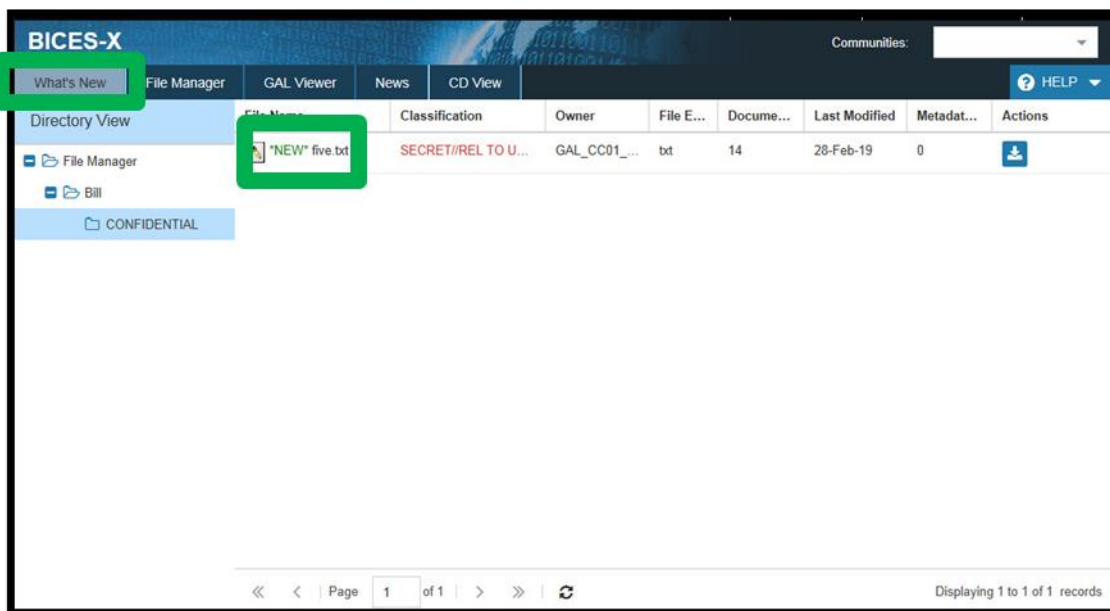 BICES-X
Communities:
What's New File Manager GAL Viewer News CD View HELP
Directory View File Name Classification Owner File E... Docume... Last Modified Metadat... Actions
File Manager *NEW* five.txt SECRET//REL TO U... GAL_CC01_... txt 14 28-Feb-19 0
Bill
CONFIDENTIAL
Page 1 of 1 Displaying 1 to 1 of 1 records